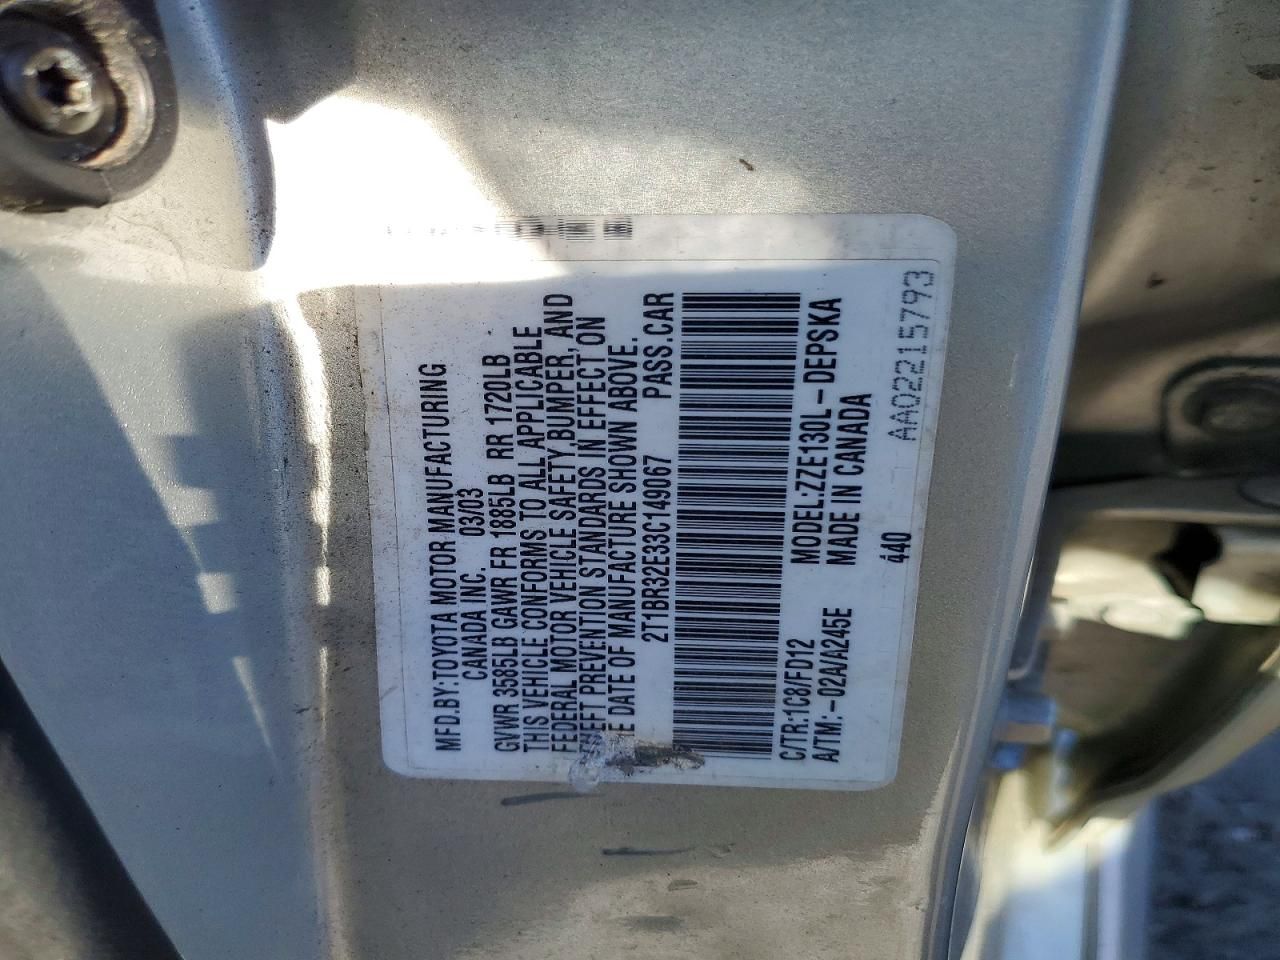 MFD.BY:TOYOTA MOTOR MANUFACTURING
CANADA INC. 03/03
GVWR 3585LB GAWR FR 1885LB RR 1720LB
THIS VEHICLE CONFORMS TO ALL APPLICABLE
FEDERAL MOTOR VEHICLE SAFETY,BUMPER, AND
THEFT PREVENTION STANDARDS IN EFFECT ON
THE DATE OF MANUFACTURE SHOWN ABOVE.
2T1BR32E33C149067 PASS.CAR
C/TR:1C8/FD12 MODEL:ZZE130L-DEPSKA
A/TM:-02A/A245E MADE IN CANADA
440 AA02215793